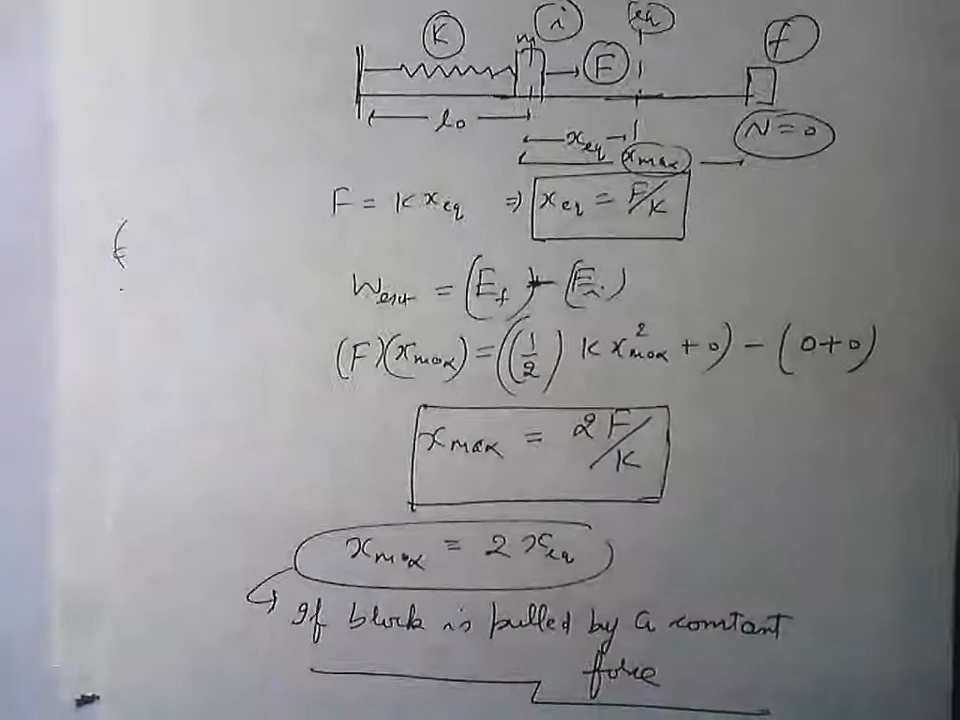 K m i F eq f
l₀
x_eq
x_max N = 0
F = K x_eq ⇒ x_eq = F/K
W_ext = (E_f) - (E_i)
(F)(x_max) = ((1/2) K x²_max + 0) - (0 + 0)
x_max = 2F/K
x_max = 2 x_eq
If block is pulled by a constant
force